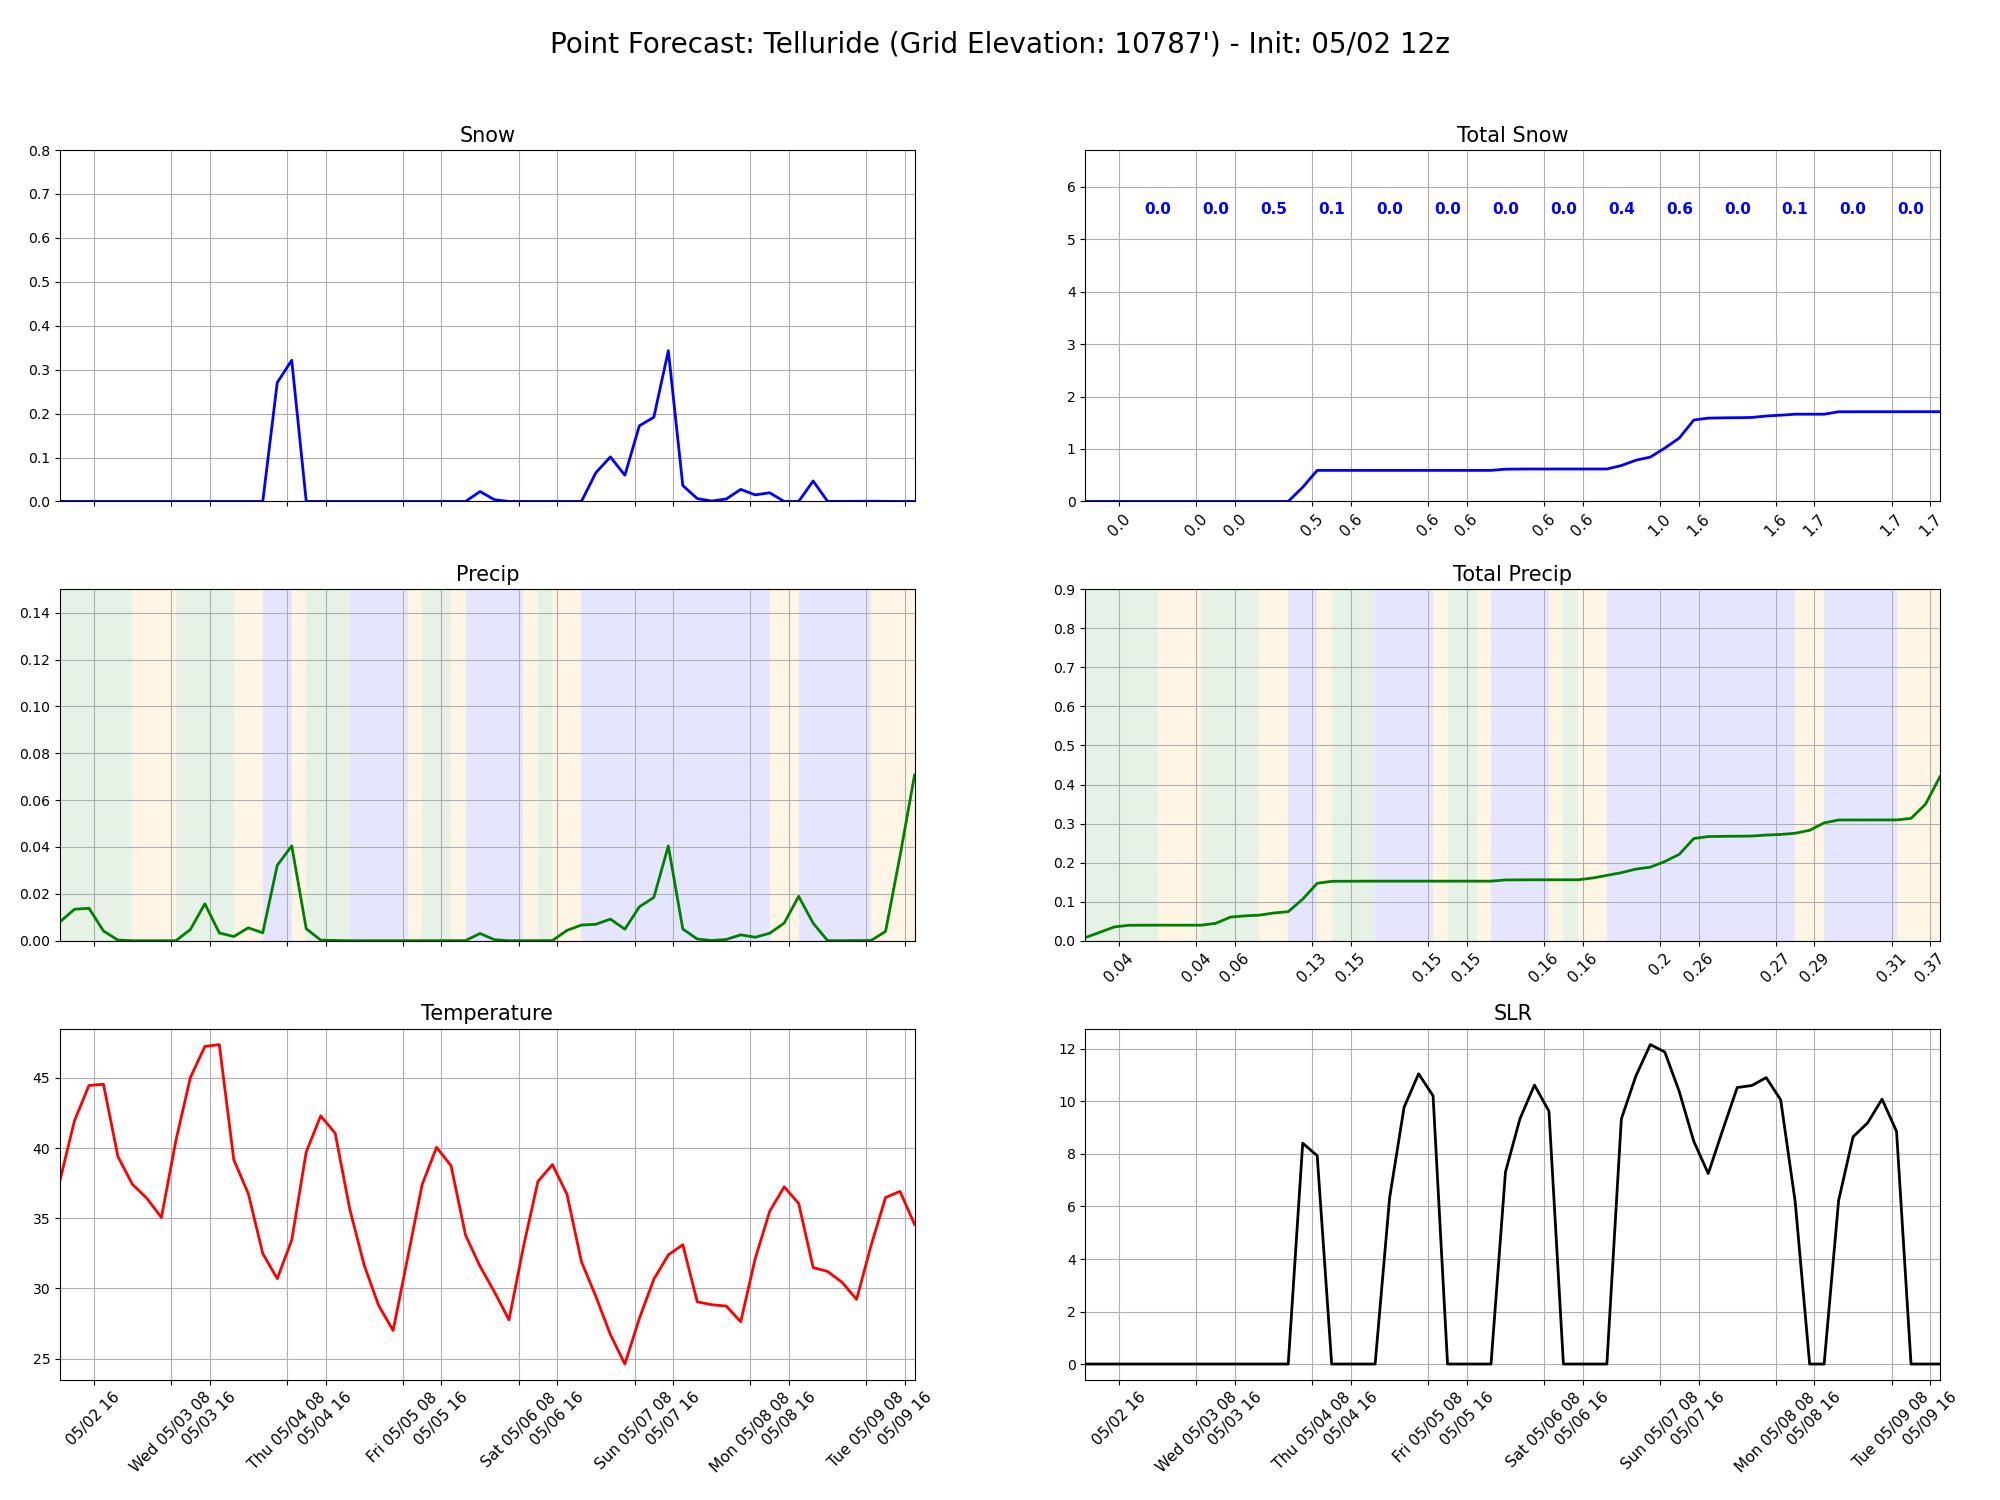 Point Forecast: Telluride (Grid Elevation: 10787') - Init: 05/02 12z
Snow
0.8
0.7
0.6
0.5
0.4
0.3
0.2
0.1
0.0
Total Snow
6
5
4
3
2
1
0
0.0 0.0 0.5 0.1 0.0 0.0 0.0 0.0 0.4 0.6 0.0 0.1 0.0 0.0
0.0 0.0 0.0 0.5 0.6 0.6 0.6 0.6 0.6 1.0 1.6 1.6 1.7 1.7 1.7
Precip
0.14
0.12
0.10
0.08
0.06
0.04
0.02
0.00
Total Precip
0.9
0.8
0.7
0.6
0.5
0.4
0.3
0.2
0.1
0.0
0.04 0.04 0.06 0.13 0.15 0.15 0.15 0.16 0.16 0.2 0.26 0.27 0.29 0.31 0.37
Temperature
45
40
35
30
25
05/02 16
Wed 05/03 08
05/03 16
Thu 05/04 08
05/04 16
Fri 05/05 08
05/05 16
Sat 05/06 08
05/06 16
Sun 05/07 08
05/07 16
Mon 05/08 08
05/08 16
Tue 05/09 08
05/09 16
SLR
12
10
8
6
4
2
0
05/02 16
Wed 05/03 08
05/03 16
Thu 05/04 08
05/04 16
Fri 05/05 08
05/05 16
Sat 05/06 08
05/06 16
Sun 05/07 08
05/07 16
Mon 05/08 08
05/08 16
Tue 05/09 08
05/09 16